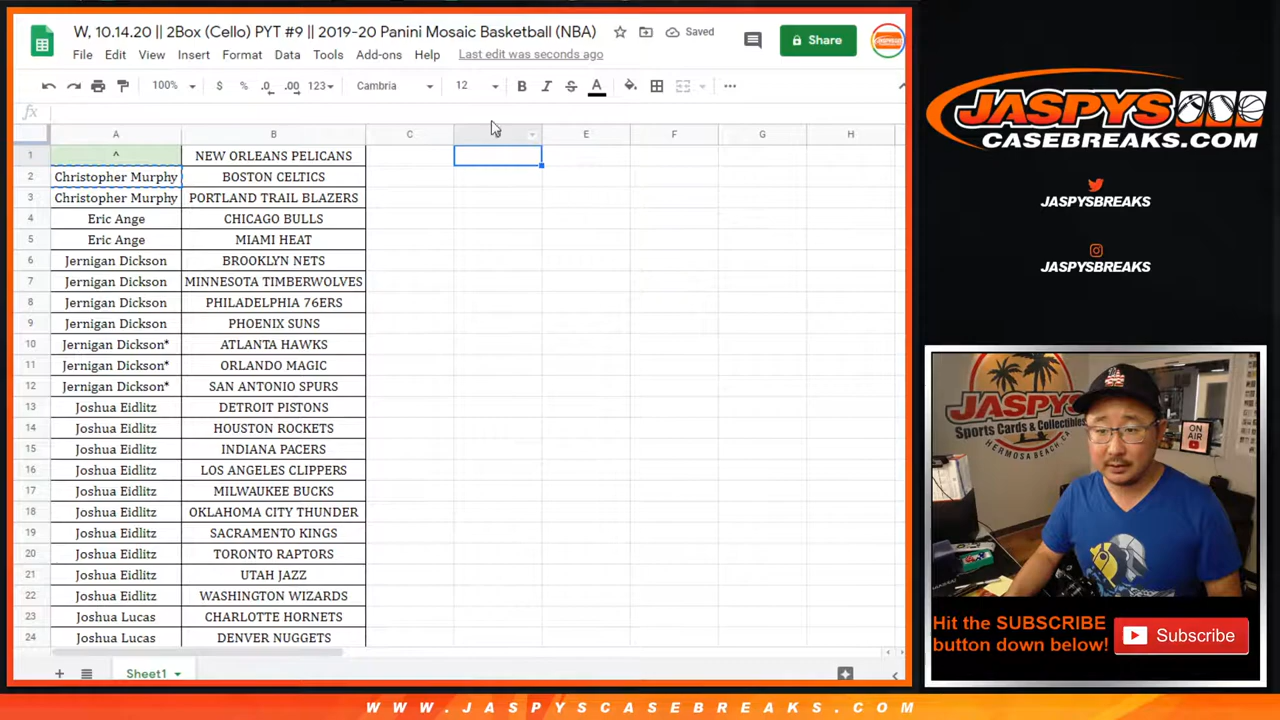 W, 10.14.20 || 2Box (Cello) PYT #9 || 2019-20 Panini Mosaic Basketball (NBA)
Saved
Share
File Edit View Insert Format Data Tools Add-ons Help Last edit was seconds ago
100% $ % .0 .00 123 Cambria 12 B I S A
fx
A B C E F G H
1 ^ NEW ORLEANS PELICANS
2 Christopher Murphy BOSTON CELTICS
3 Christopher Murphy PORTLAND TRAIL BLAZERS
4 Eric Ange CHICAGO BULLS
5 Eric Ange MIAMI HEAT
6 Jernigan Dickson BROOKLYN NETS
7 Jernigan Dickson MINNESOTA TIMBERWOLVES
8 Jernigan Dickson PHILADELPHIA 76ERS
9 Jernigan Dickson PHOENIX SUNS
10 Jernigan Dickson* ATLANTA HAWKS
11 Jernigan Dickson* ORLANDO MAGIC
12 Jernigan Dickson* SAN ANTONIO SPURS
13 Joshua Eidlitz DETROIT PISTONS
14 Joshua Eidlitz HOUSTON ROCKETS
15 Joshua Eidlitz INDIANA PACERS
16 Joshua Eidlitz LOS ANGELES CLIPPERS
17 Joshua Eidlitz MILWAUKEE BUCKS
18 Joshua Eidlitz OKLAHOMA CITY THUNDER
19 Joshua Eidlitz SACRAMENTO KINGS
20 Joshua Eidlitz TORONTO RAPTORS
21 Joshua Eidlitz UTAH JAZZ
22 Joshua Eidlitz WASHINGTON WIZARDS
23 Joshua Lucas CHARLOTTE HORNETS
24 Joshua Lucas DENVER NUGGETS
Sheet1
JASPYS
CASEBREAKS.COM
JASPYSBREAKS
JASPYSBREAKS
JASPYS
Sports Cards & Collectibles
HERMOSA BEACH, CA
ON AIR
Hit the SUBSCRIBE
button down below!
Subscribe
WWW.JASPYSCASEBREAKS.COM